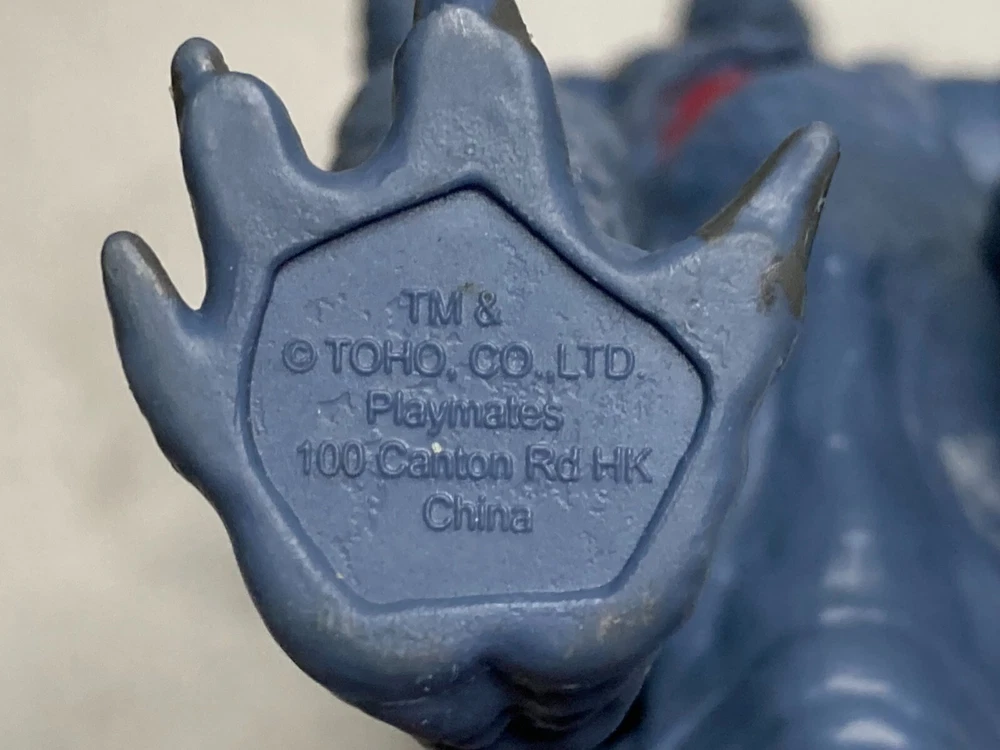 TM &
© TOHO, CO.,LTD.
Playmates
100 Canton Rd HK
China